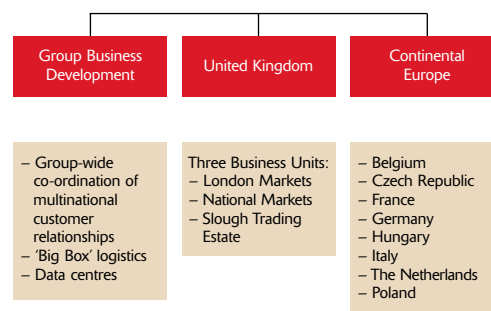 Group Business
Development
United Kingdom
Continental
Europe
– Group-wide
co-ordination of
multinational
customer
relationships
– ‘Big Box’ logistics
– Data centres
Three Business Units:
– London Markets
– National Markets
– Slough Trading
Estate
– Belgium
– Czech Republic
– France
– Germany
– Hungary
– Italy
– The Netherlands
– Poland